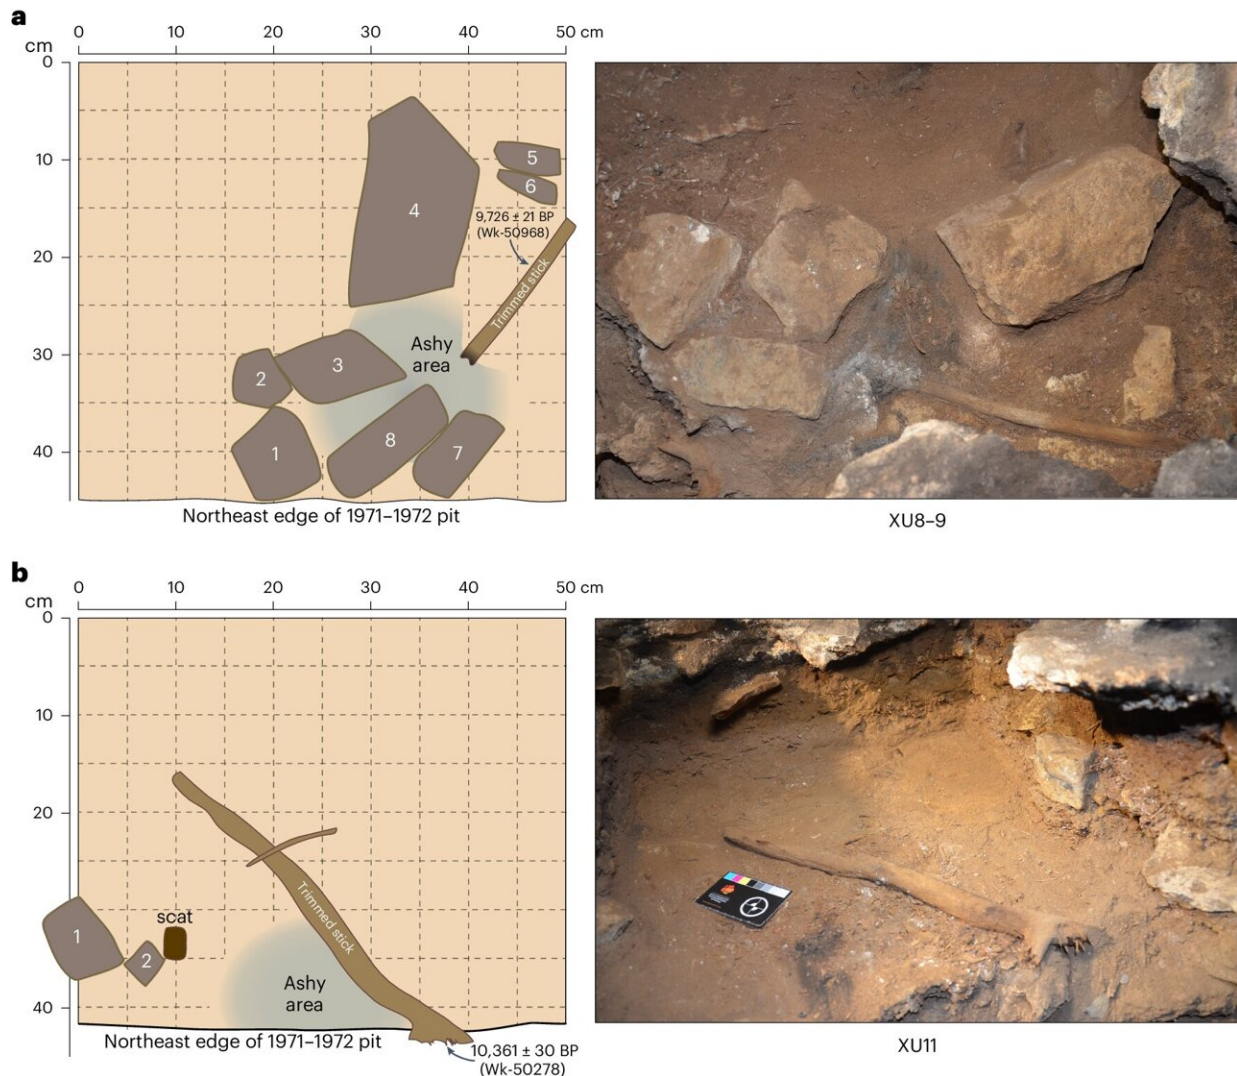 a
0 10 20 30 40 50 cm
cm
0
10
20
30
40
5
6
4
9,726 ± 21 BP
(Wk-50968)
Trimmed stick
Ashy
area
3
2
8
1
7
Northeast edge of 1971–1972 pit
XU8–9
b
0 10 20 30 40 50 cm
cm
0
10
20
30
40
Trimmed stick
scat
1
2
Ashy
area
Northeast edge of 1971–1972 pit
10,361 ± 30 BP
(Wk-50278)
XU11